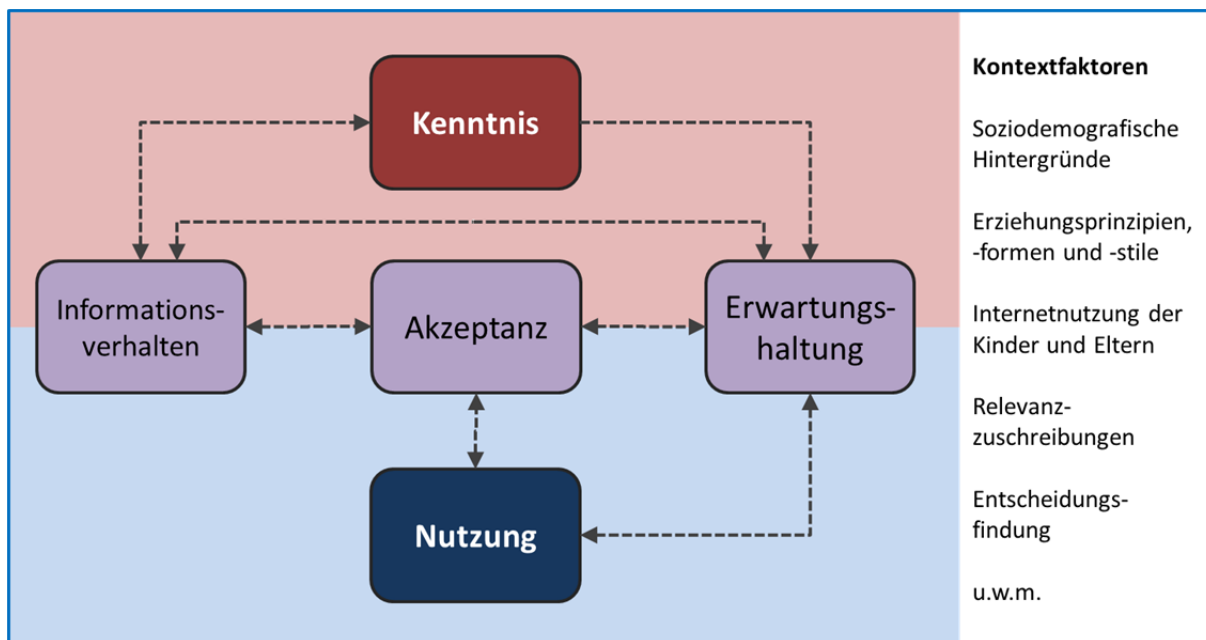 Kenntnis
Informations-
verhalten
Akzeptanz
Erwartungs-
haltung
Nutzung
Kontextfaktoren
Soziodemografische
Hintergründe
Erziehungsprinzipien,
-formen und -stile
Internetnutzung der
Kinder und Eltern
Relevanz-
zuschreibungen
Entscheidungs-
findung
u.w.m.